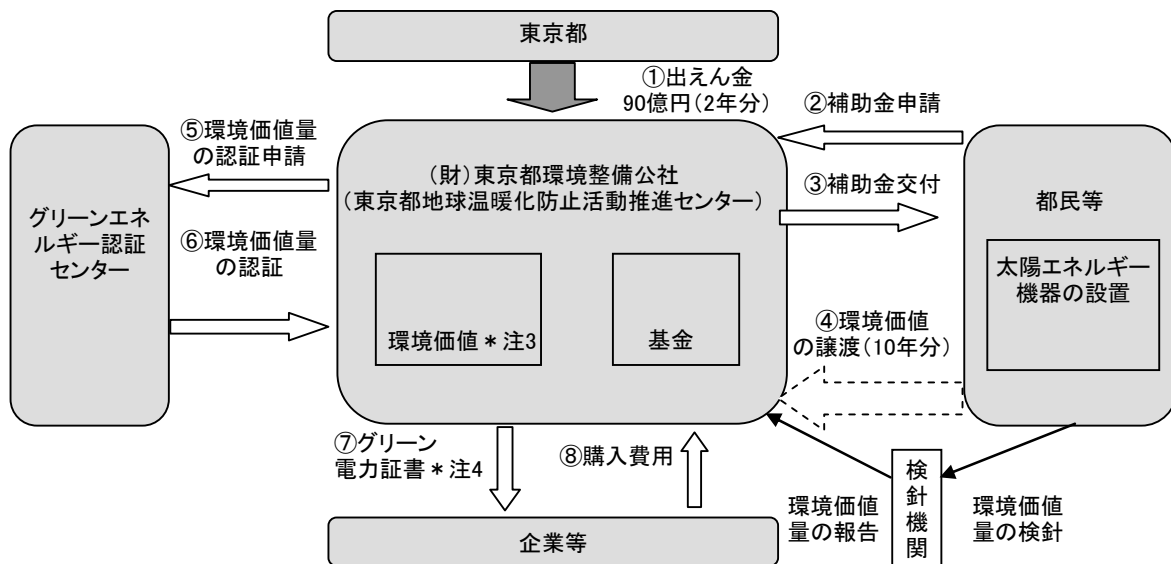 東京都
①出えん金
90億円(2年分)
②補助金申請
⑤環境価値量
の認証申請
(財)東京都環境整備公社
(東京都地球温暖化防止活動推進センター)
③補助金交付
都民等
グリーンエネ
ルギー認証
センター
⑥環境価値量
の認証
太陽エネルギー
機器の設置
環境価値*注3
基金
④環境価値
の譲渡(10年分)
⑦グリーン
電力証書*注4
⑧購入費用
検針機関
環境価値
量の報告
環境価値
量の検針
企業等